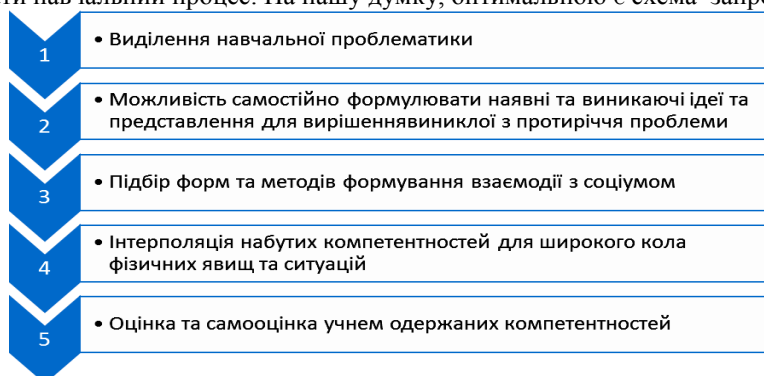 навчальний процес. На нашу думку, оптимальною є схема
1
• Виділення навчальної проблематики
2
• Можливість самостійно формулювати наявні та виникаючі ідеї та
представлення для вирішеннявиниклої з протиріччя проблеми
3
• Підбір форм та методів формування взаємодії з соціумом
4
• Інтерполяція набутих компетентностей для широкого кола
фізичних явищ та ситуацій
5
• Оцінка та самооцінка учнем одержаних компетентностей